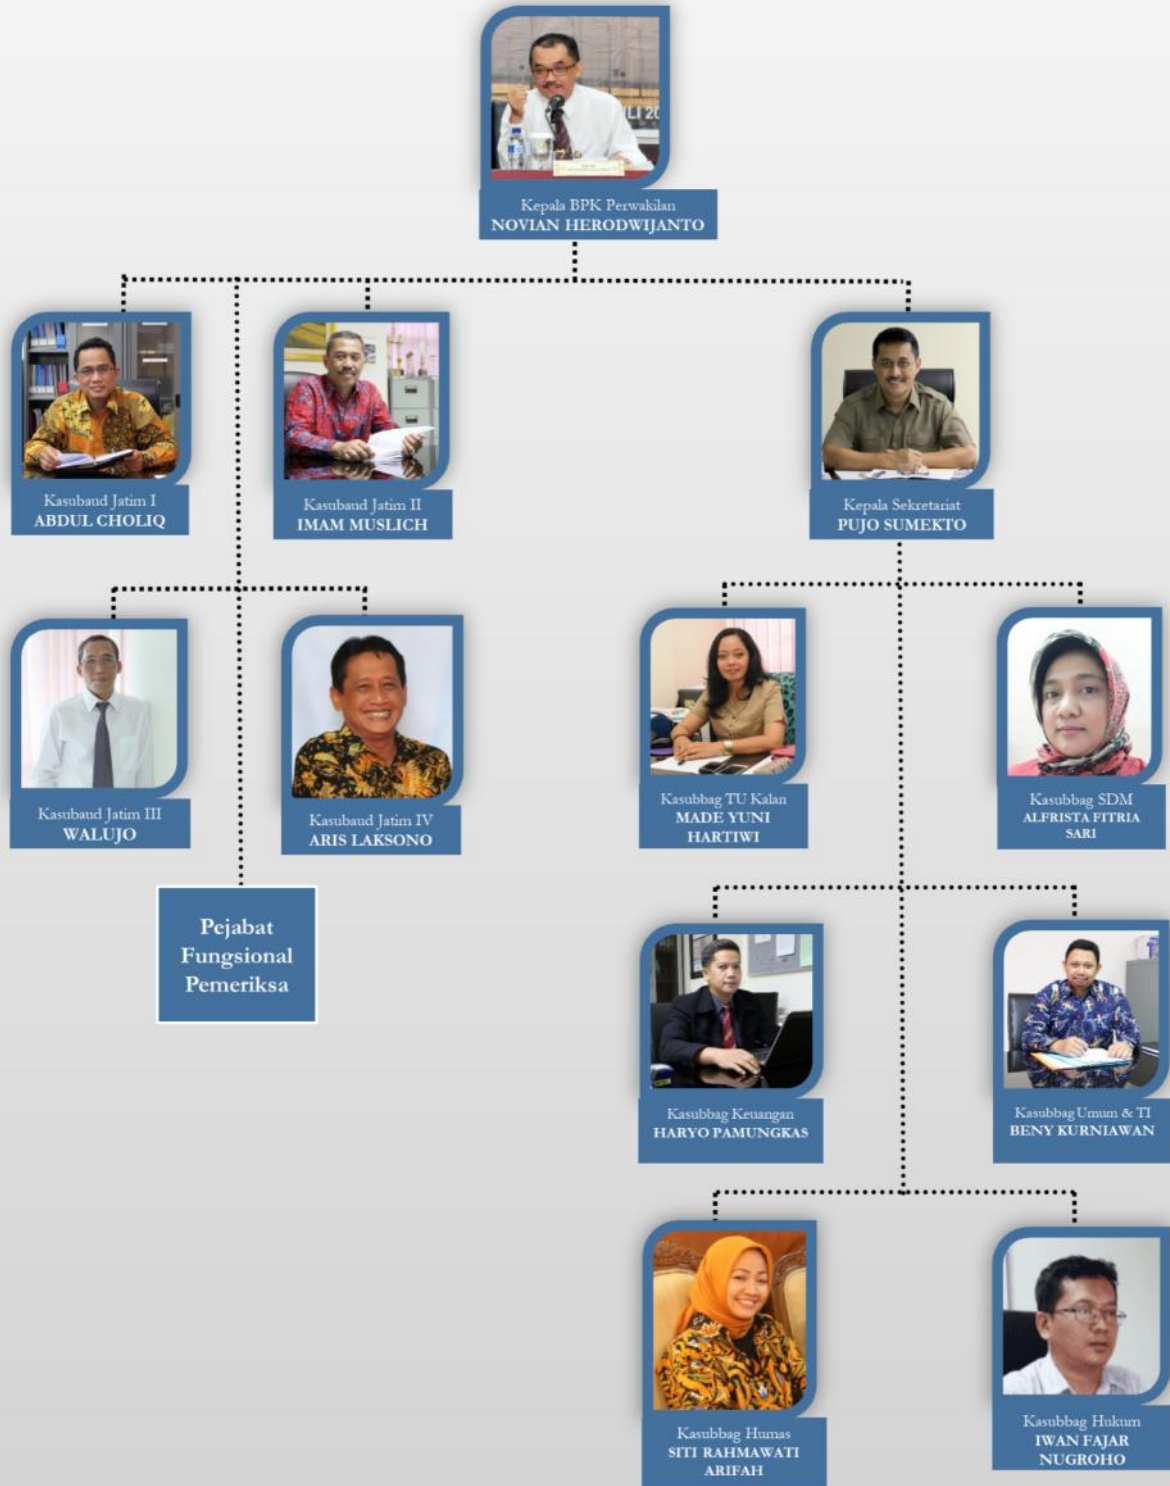 ILI 20
Kepala BPK Perwakilan
NOVIAN HERODWIJANTO
Kasubaud Jatim I
ABDUL CHOLIQ
Kasubaud Jatim II
IMAM MUSLICH
Kepala Sekretariat
PUJO SUMEKTO
Kasubaud Jatim III
WALUJO
Kasubaud Jatim IV
ARIS LAKSONO
Kasubbag TU Kalan
MADE YUNI
HARTIWI
Kasubbag SDM
ALFRISTA FITRIA
SARI
Pejabat
Fungsional
Pemeriksa
Kasubbag Keuangan
HARYO PAMUNGKAS
Kasubbag Umum & TI
BENY KURNIAWAN
Kasubbag Humas
SITI RAHMAWATI
ARIFAH
Kasubbag Hukum
IWAN FAJAR
NUGROHO